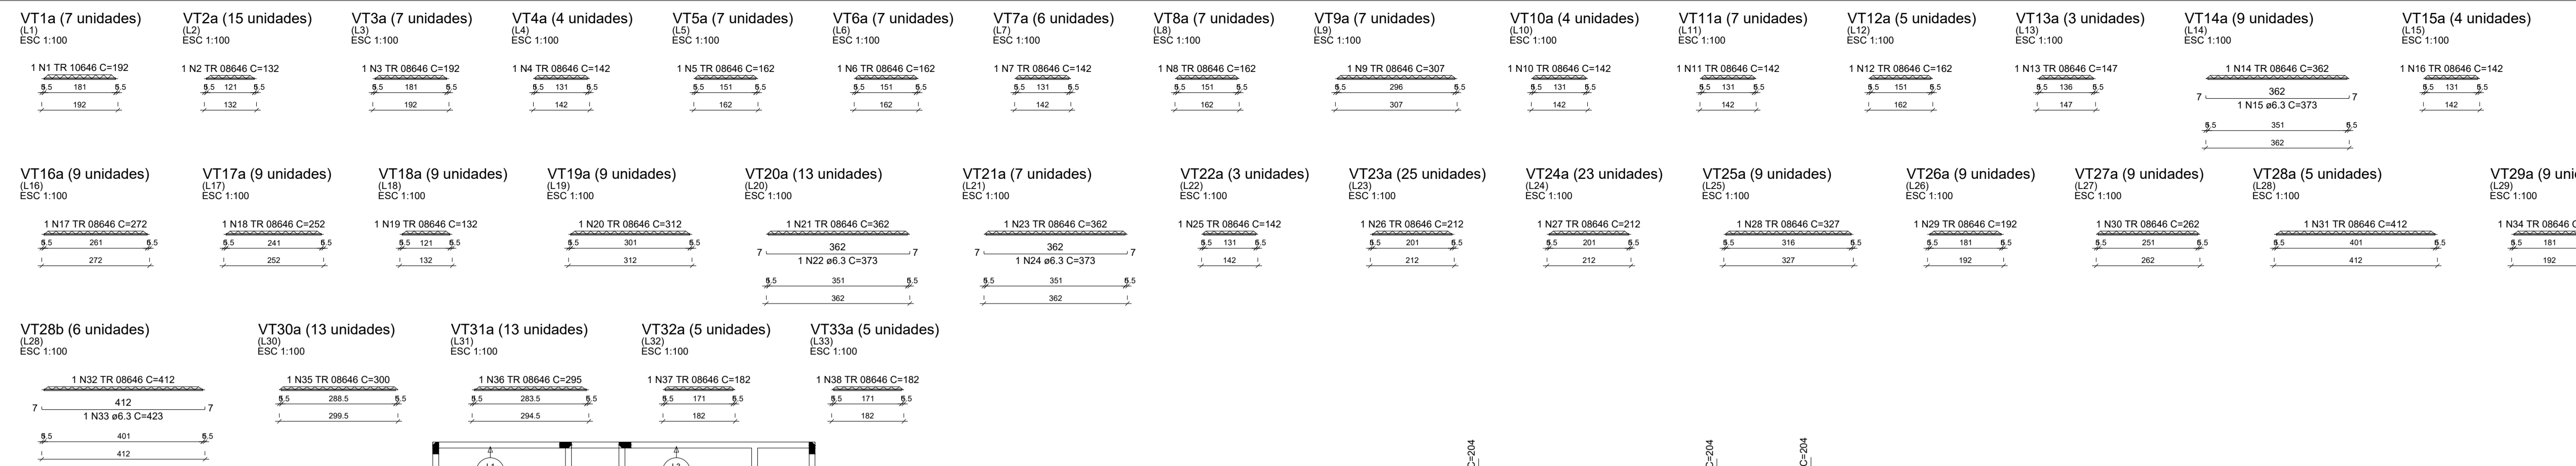 VT1a (7 unidades)
(L1)
ESC 1:100
1 N1 TR 10646 C=192
5.5 181 5.5
192
VT2a (15 unidades)
(L2)
ESC 1:100
1 N2 TR 08646 C=132
5.5 121 5.5
132
VT3a (7 unidades)
(L3)
ESC 1:100
1 N3 TR 08646 C=192
5.5 181 5.5
192
VT4a (4 unidades)
(L4)
ESC 1:100
1 N4 TR 08646 C=142
5.5 131 5.5
142
VT5a (7 unidades)
(L5)
ESC 1:100
1 N5 TR 08646 C=162
5.5 151 5.5
162
VT6a (7 unidades)
(L6)
ESC 1:100
1 N6 TR 08646 C=162
5.5 151 5.5
162
VT7a (6 unidades)
(L7)
ESC 1:100
1 N7 TR 08646 C=142
5.5 131 5.5
142
VT8a (7 unidades)
(L8)
ESC 1:100
1 N8 TR 08646 C=162
5.5 151 5.5
162
VT9a (7 unidades)
(L9)
ESC 1:100
1 N9 TR 08646 C=307
5.5 296 5.5
307
VT10a (4 unidades)
(L10)
ESC 1:100
1 N10 TR 08646 C=142
5.5 131 5.5
142
VT11a (7 unidades)
(L11)
ESC 1:100
1 N11 TR 08646 C=142
5.5 131 5.5
142
VT12a (5 unidades)
(L12)
ESC 1:100
1 N12 TR 08646 C=162
5.5 151 5.5
162
VT13a (3 unidades)
(L13)
ESC 1:100
1 N13 TR 08646 C=147
5.5 136 5.5
147
VT14a (9 unidades)
(L14)
ESC 1:100
1 N14 TR 08646 C=362
7 362 7
1 N15 ø6.3 C=373
5.5 351 5.5
362
VT15a (4 unidades)
(L15)
ESC 1:100
1 N16 TR 08646 C=142
5.5 131 5.5
142
VT16a (9 unidades)
(L16)
ESC 1:100
1 N17 TR 08646 C=272
5.5 261 5.5
272
VT17a (9 unidades)
(L17)
ESC 1:100
1 N18 TR 08646 C=252
5.5 241 5.5
252
VT18a (9 unidades)
(L18)
ESC 1:100
1 N19 TR 08646 C=132
5.5 121 5.5
132
VT19a (9 unidades)
(L19)
ESC 1:100
1 N20 TR 08646 C=312
5.5 301 5.5
312
VT20a (13 unidades)
(L20)
ESC 1:100
1 N21 TR 08646 C=362
7 362 7
1 N22 ø6.3 C=373
5.5 351 5.5
362
VT21a (7 unidades)
(L21)
ESC 1:100
1 N23 TR 08646 C=362
7 362 7
1 N24 ø6.3 C=373
5.5 351 5.5
362
VT22a (3 unidades)
(L22)
ESC 1:100
1 N25 TR 08646 C=142
5.5 131 5.5
142
VT23a (25 unidades)
(L23)
ESC 1:100
1 N26 TR 08646 C=212
5.5 201 5.5
212
VT24a (23 unidades)
(L24)
ESC 1:100
1 N27 TR 08646 C=212
5.5 201 5.5
212
VT25a (9 unidades)
(L25)
ESC 1:100
1 N28 TR 08646 C=327
5.5 316 5.5
327
VT26a (9 unidades)
(L26)
ESC 1:100
1 N29 TR 08646 C=192
5.5 181 5.5
192
VT27a (9 unidades)
(L27)
ESC 1:100
1 N30 TR 08646 C=262
5.5 251 5.5
262
VT28a (5 unidades)
(L28)
ESC 1:100
1 N31 TR 08646 C=412
5.5 401 5.5
412
VT29a (9
(L29)
ESC 1:100
1 N34 TR 08646
5.5 181
192
VT28b (6 unidades)
(L28)
ESC 1:100
1 N32 TR 08646 C=412
7 412 7
1 N33 ø6.3 C=423
5.5 401 5.5
412
VT30a (13 unidades)
(L30)
ESC 1:100
1 N35 TR 08646 C=300
5.5 288.5 5.5
299.5
VT31a (13 unidades)
(L31)
ESC 1:100
1 N36 TR 08646 C=295
5.5 283.5 5.5
294.5
VT32a (5 unidades)
(L32)
ESC 1:100
1 N37 TR 08646 C=182
5.5 171 5.5
182
VT33a (5 unidades)
(L33)
ESC 1:100
1 N38 TR 08646 C=182
5.5 171 5.5
182
C=204
C=204
C=204